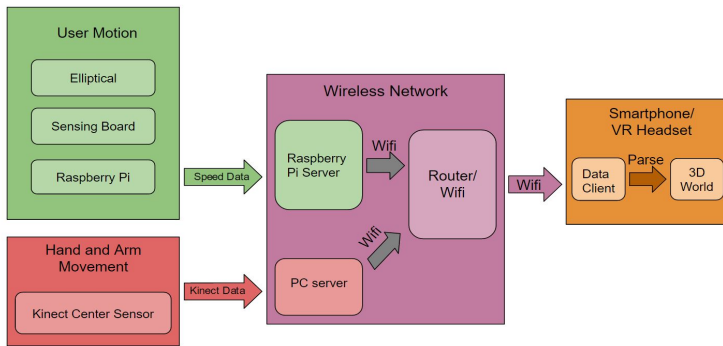 User Motion
Elliptical
Sensing Board
Raspberry Pi
Speed Data
Hand and Arm
Movement
Kinect Center Sensor
Kinect Data
Wireless Network
Raspberry
Pi Server
Wifi
PC server
Wifi
Router/
Wifi
Wifi
Smartphone/
VR Headset
Data
Client
Parse
3D
World